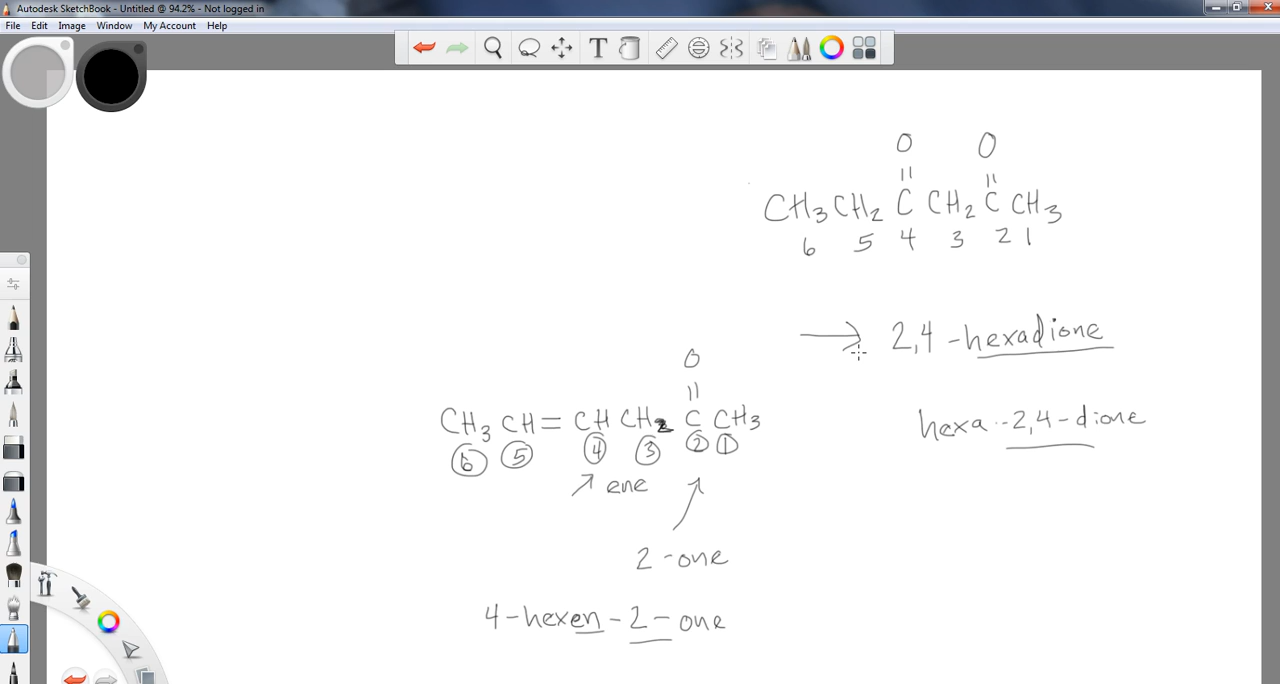 Autodesk SketchBook - Untitled @ 94.2% - Not logged in
File Edit Image Window My Account Help
T
O O
|| ||
CH3 CH2 C CH2 C CH3
6 5 4 3 2 1
→ 2,4-hexadione
hexa-2,4-dione
O
||
CH3 CH = CH CH2 C CH3
6 5 4 3 2 1
↗ ene
2-one
4-hexen-2-one